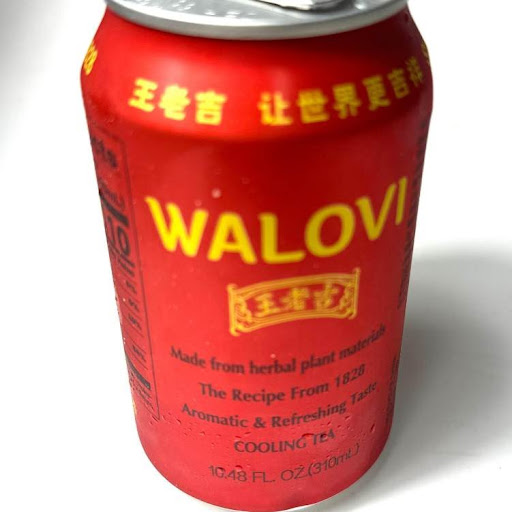 王老吉 让世界更吉祥
WALOVI
王老吉
Made from herbal plant materials
The Recipe From 1828
Aromatic & Refreshing Taste
COOLING TEA
10.48 FL. OZ.(310mL)